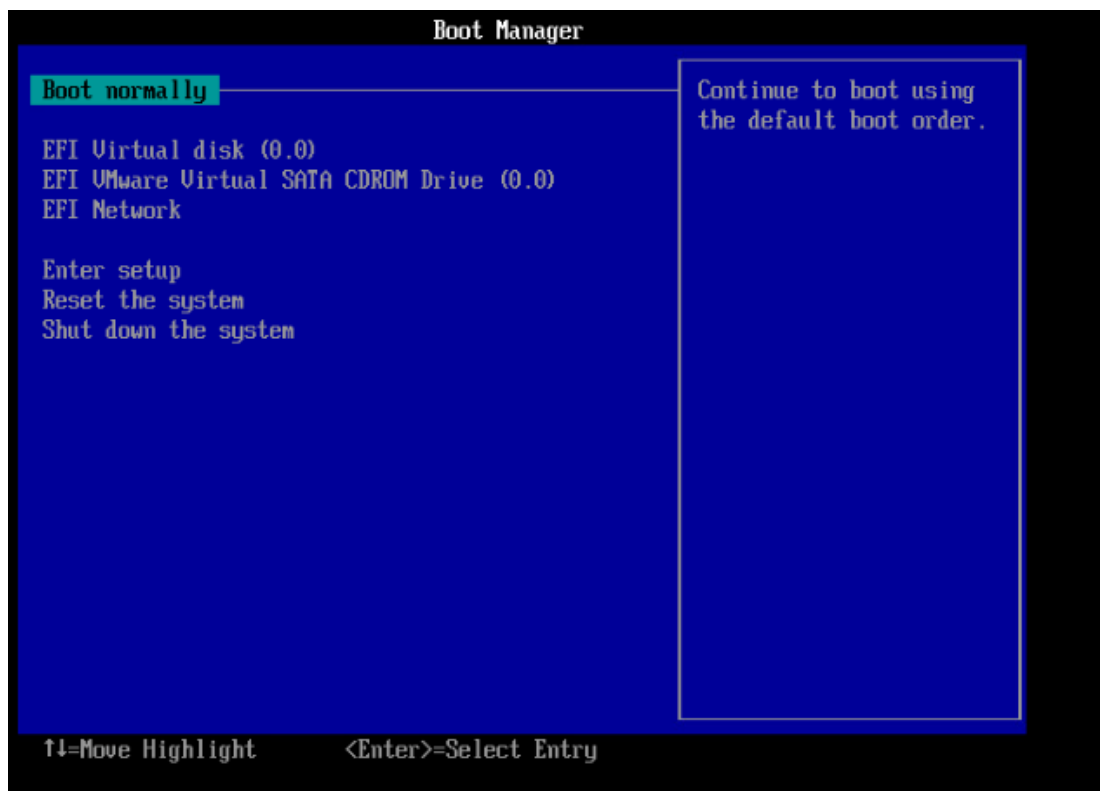 Boot Manager
Boot normally
Continue to boot using
the default boot order.
EFI Virtual disk (0.0)
EFI VMware Virtual SATA CDROM Drive (0.0)
EFI Network
Enter setup
Reset the system
Shut down the system
↑↓=Move Highlight <Enter>=Select Entry